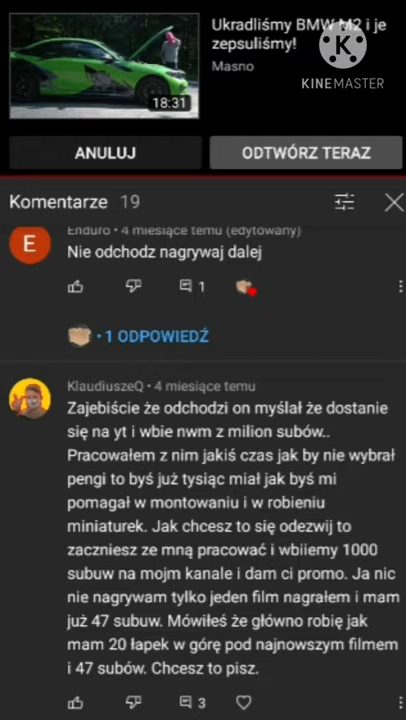 Ukradliśmy BMW M2 i je
zepsuliśmy!
Masno
K
KINEMASTER
18:31
ANULUJ
ODTWÓRZ TERAZ
Komentarze 19
E
Enduro • 4 miesiące temu (edytowany)
Nie odchodz nagrywaj dalej
1
• 1 ODPOWIEDŹ
KlaudiuszeQ • 4 miesiące temu
Zajebiście że odchodzi on myślał że dostanie
się na yt i wbie nwm z milion subów..
Pracowałem z nim jakiś czas jak by nie wybrał
pengi to byś już tysiąc miał jak byś mi
pomagał w montowaniu i w robieniu
miniaturek. Jak chcesz to się odezwij to
zaczniesz ze mną pracować i wbiiemy 1000
subuw na mojm kanale i dam ci promo. Ja nic
nie nagrywam tylko jeden film nagrałem i mam
już 47 subuw. Mówiłeś że główno robię jak
mam 20 łapek w górę pod najnowszym filmem
i 47 subów. Chcesz to pisz.
3